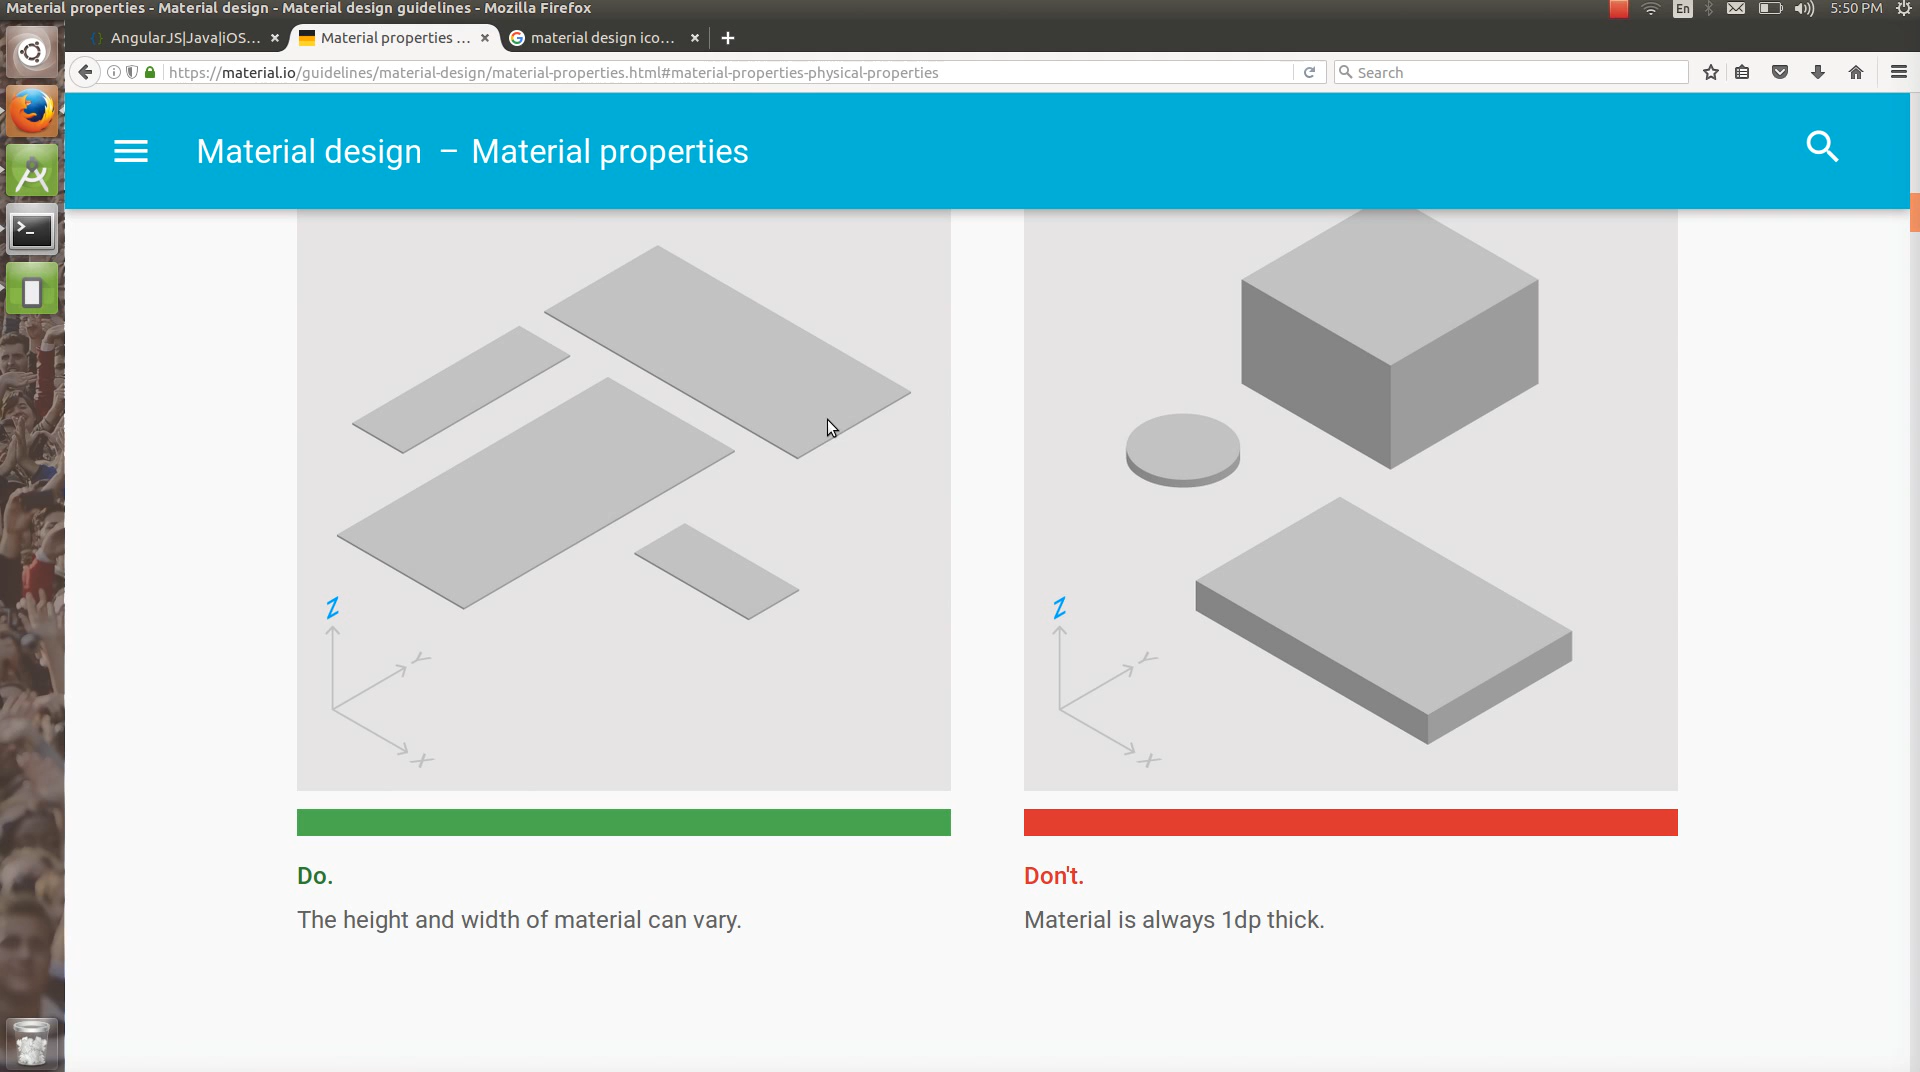 Material properties - Material design - Material design guidelines - Mozilla Firefox
En
5:50 PM
AngularJS|Java|iOS...
Material properties ...
material design ico...
https://material.io/guidelines/material-design/material-properties.html#material-properties-physical-properties
Search
Material design – Material properties
Z
Y
X
Z
Y
X
Do.
The height and width of material can vary.
Don't.
Material is always 1dp thick.